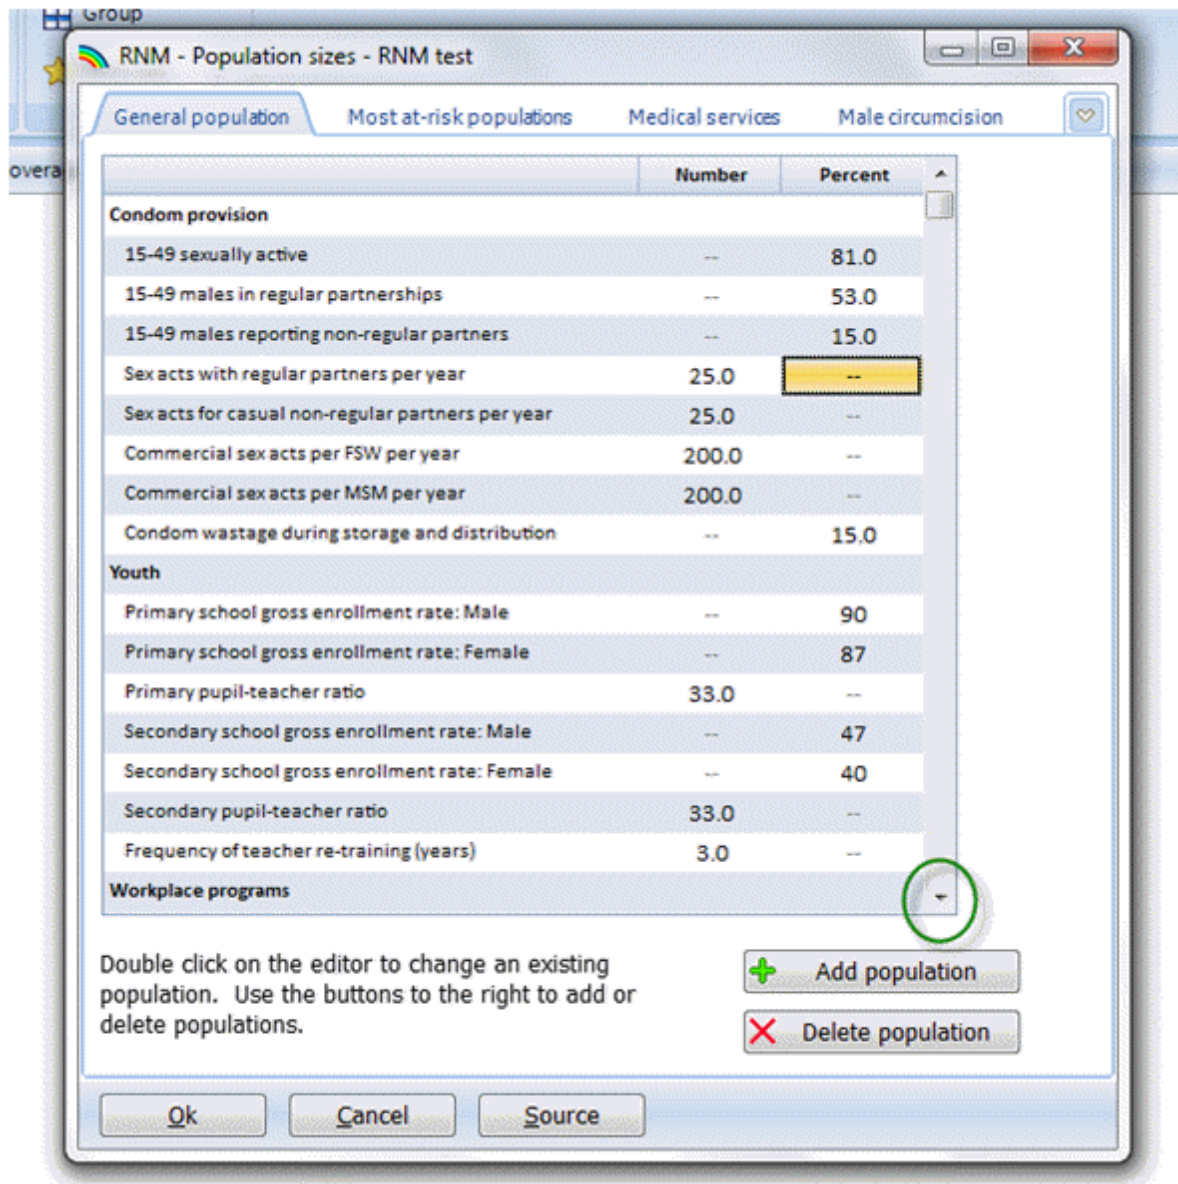 Group
RNM - Population sizes - RNM test
General population Most at-risk populations Medical services Male circumcision
overa
Number Percent
Condom provision
15-49 sexually active -- 81.0
15-49 males in regular partnerships -- 53.0
15-49 males reporting non-regular partners -- 15.0
Sex acts with regular partners per year 25.0 --
Sex acts for casual non-regular partners per year 25.0 --
Commercial sex acts per FSW per year 200.0 --
Commercial sex acts per MSM per year 200.0 --
Condom wastage during storage and distribution -- 15.0
Youth
Primary school gross enrollment rate: Male -- 90
Primary school gross enrollment rate: Female -- 87
Primary pupil-teacher ratio 33.0 --
Secondary school gross enrollment rate: Male -- 47
Secondary school gross enrollment rate: Female -- 40
Secondary pupil-teacher ratio 33.0 --
Frequency of teacher re-training (years) 3.0 --
Workplace programs
Double click on the editor to change an existing
population. Use the buttons to the right to add or
delete populations.
Add population
Delete population
Ok Cancel Source